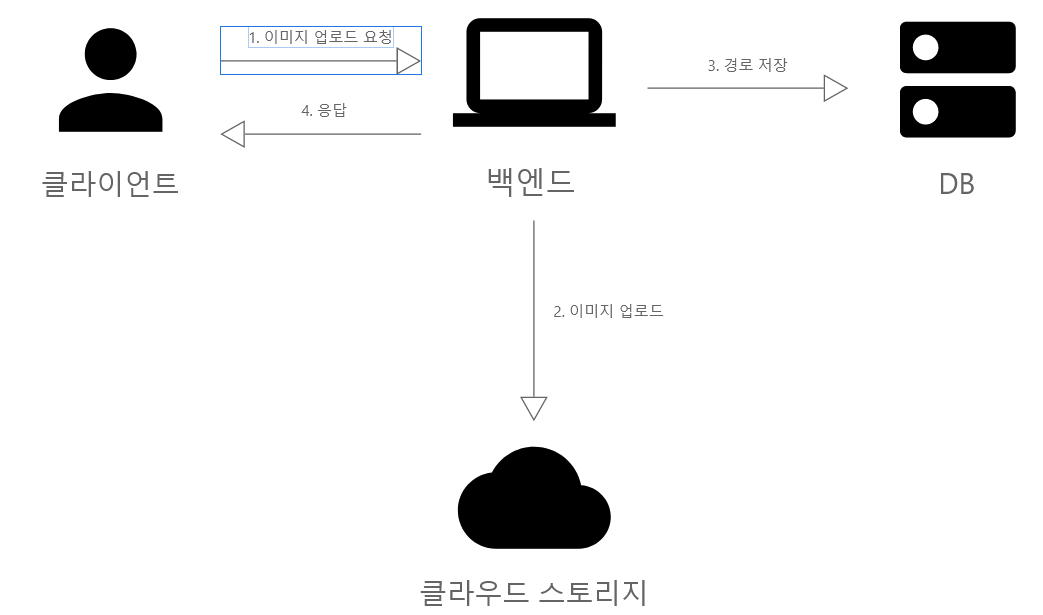 1. 이미지 업로드 요청
3. 경로 저장
4. 응답
클라이언트
백엔드
DB
2. 이미지 업로드
클라우드 스토리지